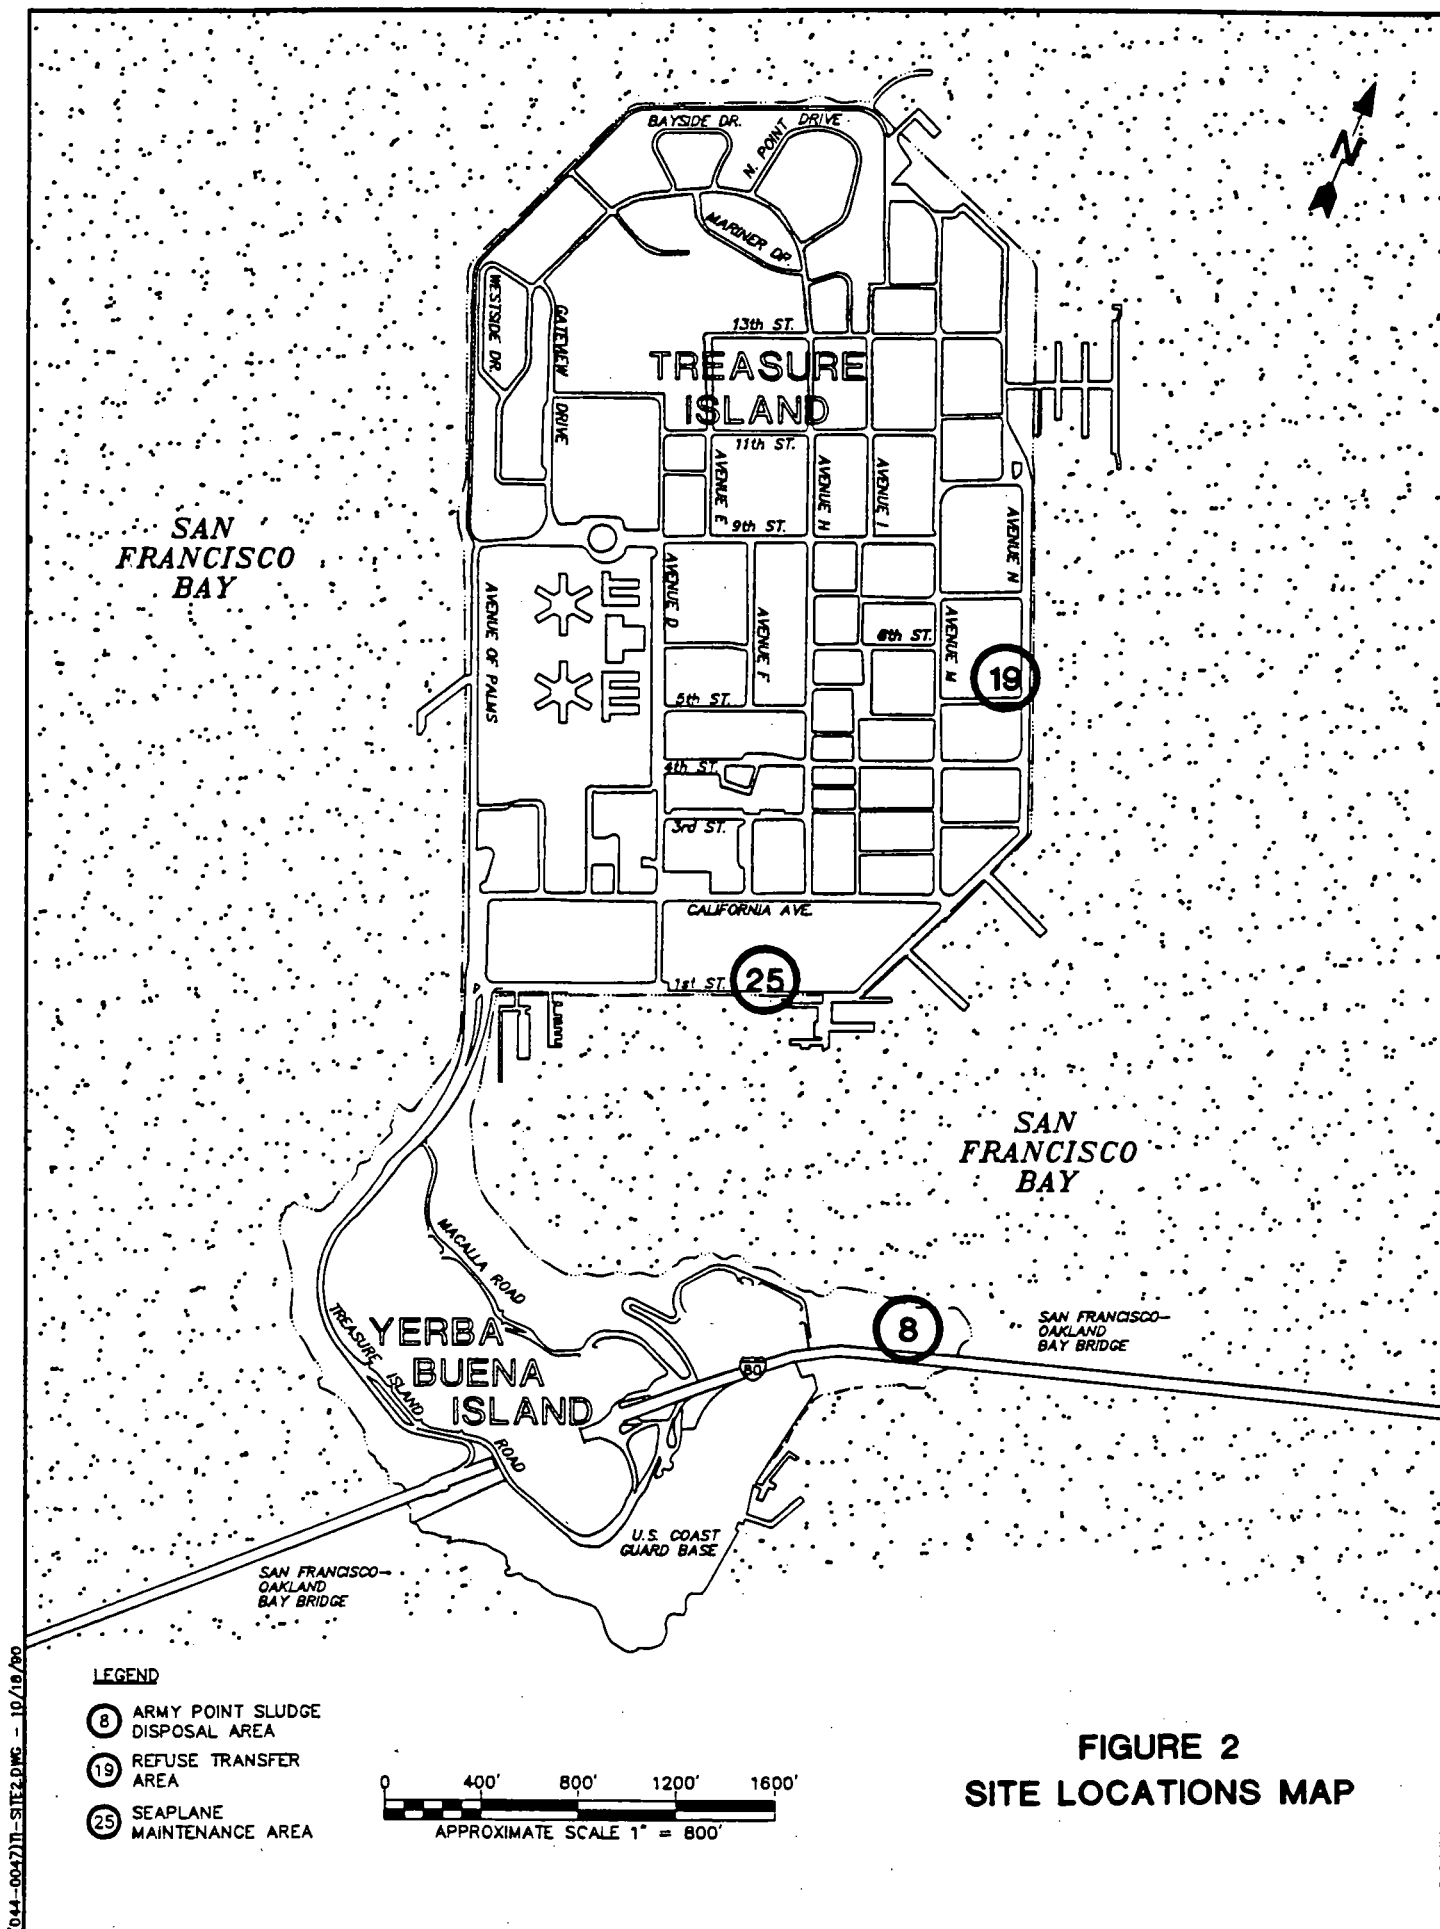 BAYSIDE DR.
N. POINT DRIVE
N
MARINER DR.
WESTSIDE DR.
GATEVIEW
DRIVE
13th ST.
TREASURE
ISLAND
11th ST.
AVENUE E
AVENUE H
AVENUE I
9th ST.
AVENUE N
SAN
FRANCISCO
BAY
AVENUE OF PALMS
AVENUE D
AVENUE F
8th ST.
AVENUE M
19
5th ST.
4th ST.
3rd ST.
CALIFORNIA AVE.
1st ST.
25
SAN
FRANCISCO
BAY
MACALLA ROAD
TREASURE ISLAND ROAD
YERBA
BUENA
ISLAND
80
8
SAN FRANCISCO-
OAKLAND
BAY BRIDGE
U.S. COAST
GUARD BASE
SAN FRANCISCO-
OAKLAND
BAY BRIDGE
LEGEND
8 ARMY POINT SLUDGE
DISPOSAL AREA
19 REFUSE TRANSFER
AREA
25 SEAPLANE
MAINTENANCE AREA
0 400' 800' 1200' 1600'
APPROXIMATE SCALE 1" = 800'
FIGURE 2
SITE LOCATIONS MAP
10/18/90